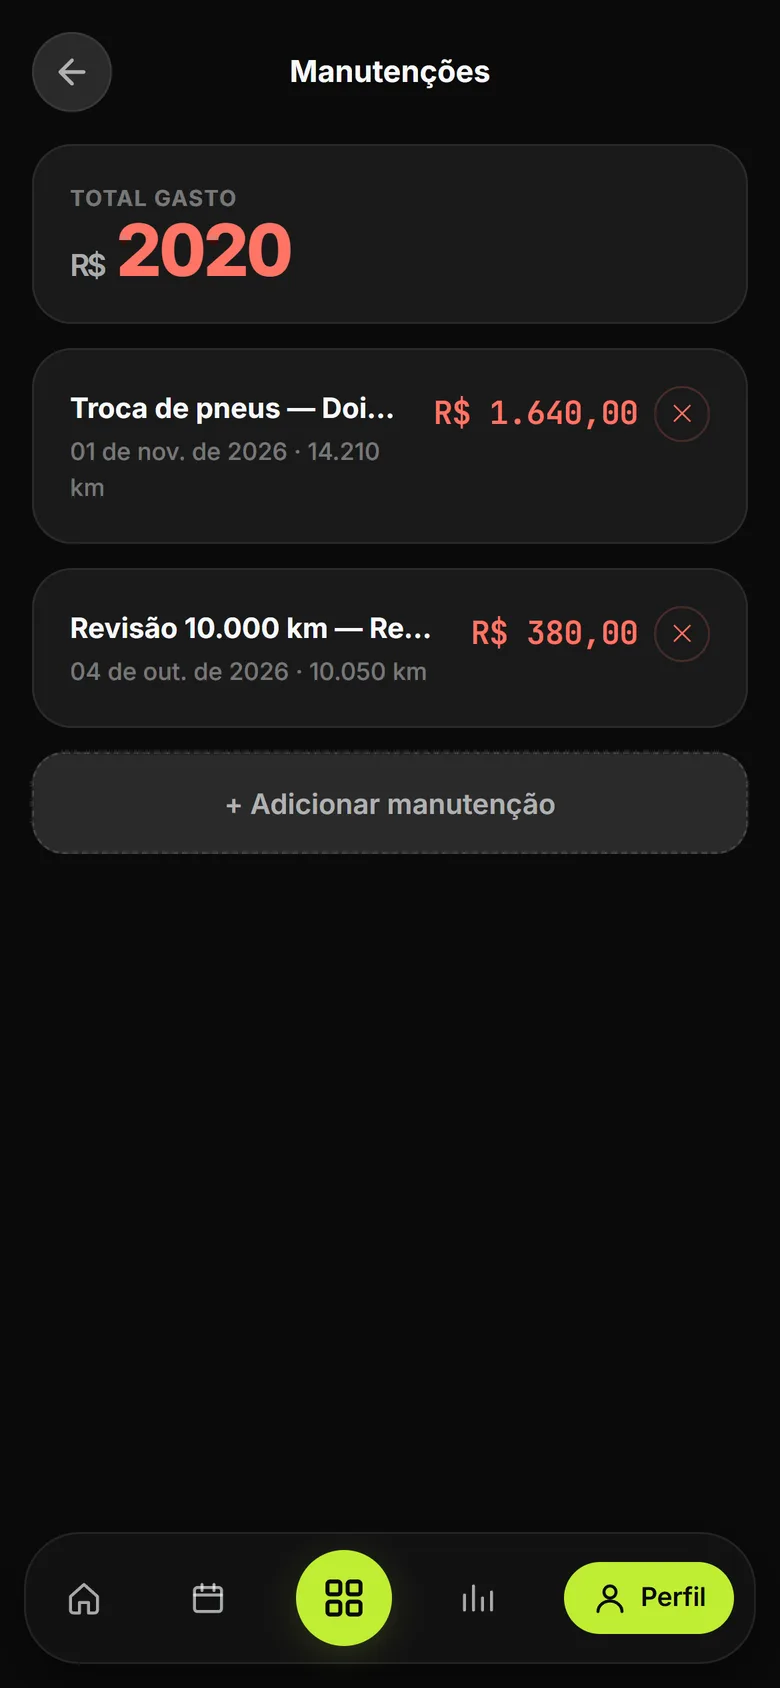 Manutenções
TOTAL GASTO
R$ 2020
Troca de pneus — Doi... R$ 1.640,00
01 de nov. de 2026 · 14.210
km
Revisão 10.000 km — Re... R$ 380,00
04 de out. de 2026 · 10.050 km
+ Adicionar manutenção
Perfil